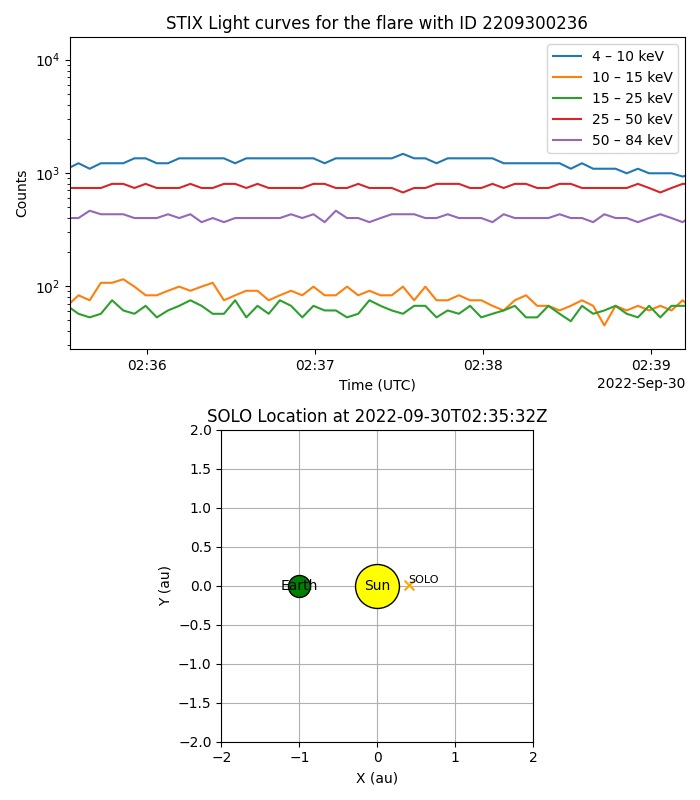 STIX Light curves for the flare with ID 2209300236
10⁴
10³
10²
Counts
4 – 10 keV
10 – 15 keV
15 – 25 keV
25 – 50 keV
50 – 84 keV
02:36 02:37 02:38 02:39
Time (UTC)
2022-Sep-30
SOLO Location at 2022-09-30T02:35:32Z
2.0
1.5
1.0
0.5
0.0
−0.5
−1.0
−1.5
−2.0
Y (au)
Earth
Sun
SOLO
−2 −1 0 1 2
X (au)